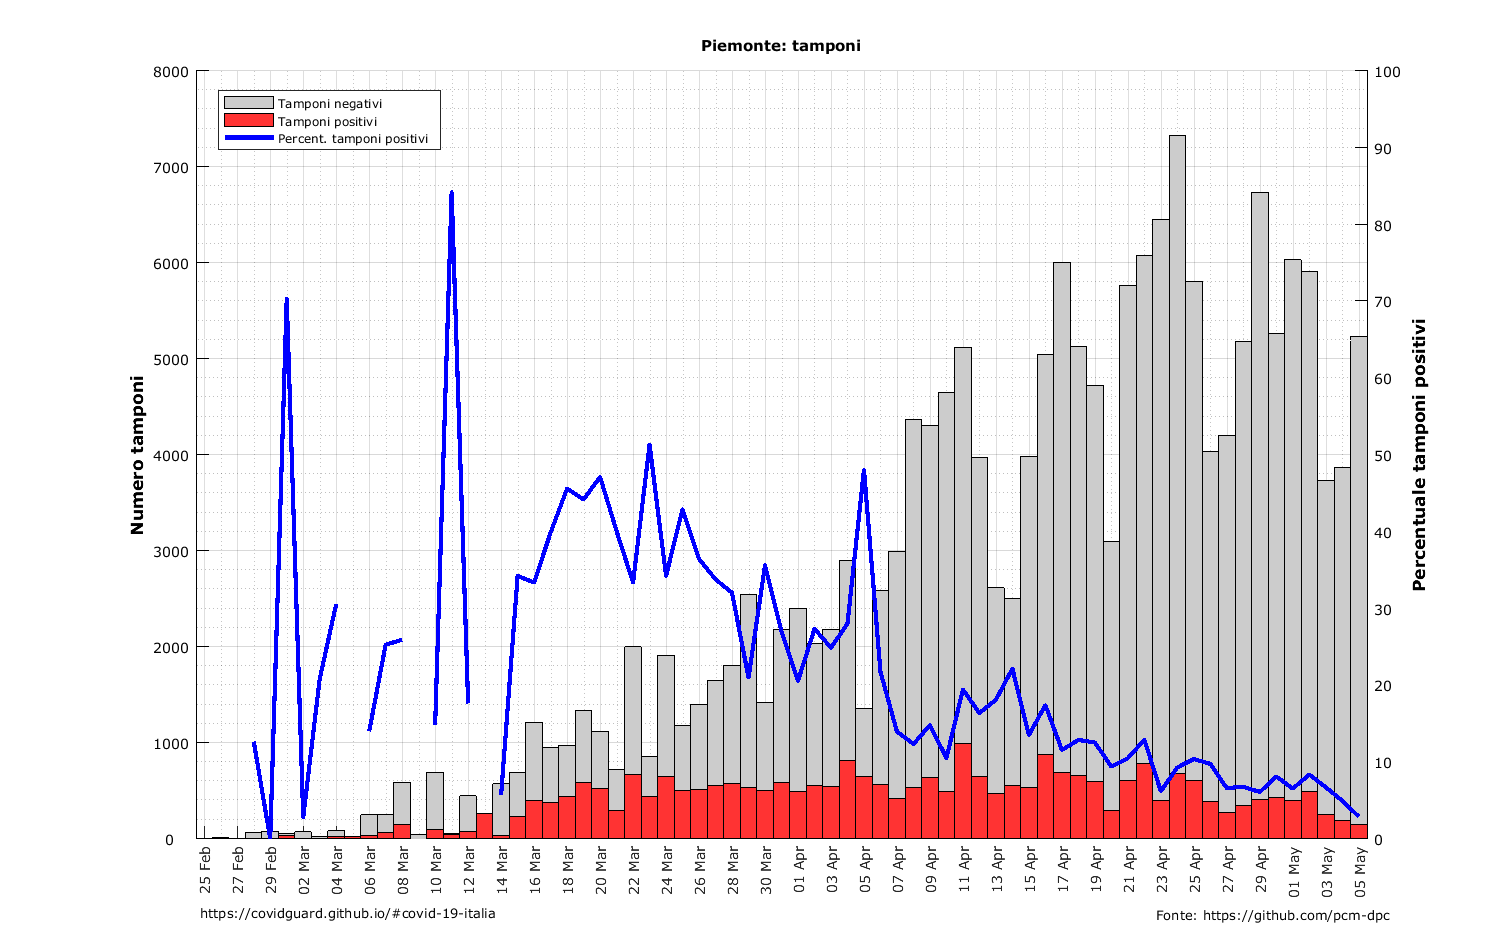 Piemonte: tamponi
Tamponi negativi
Tamponi positivi
Percent. tamponi positivi
Numero tamponi
8000
7000
6000
5000
4000
3000
2000
1000
0
Percentuale tamponi positivi
100
90
80
70
60
50
40
30
20
10
0
25 Feb
27 Feb
29 Feb
02 Mar
04 Mar
06 Mar
08 Mar
10 Mar
12 Mar
14 Mar
16 Mar
18 Mar
20 Mar
22 Mar
24 Mar
26 Mar
28 Mar
30 Mar
01 Apr
03 Apr
05 Apr
07 Apr
09 Apr
11 Apr
13 Apr
15 Apr
17 Apr
19 Apr
21 Apr
23 Apr
25 Apr
27 Apr
29 Apr
01 May
03 May
05 May
https://covidguard.github.io/#covid-19-italia
Fonte: https://github.com/pcm-dpc